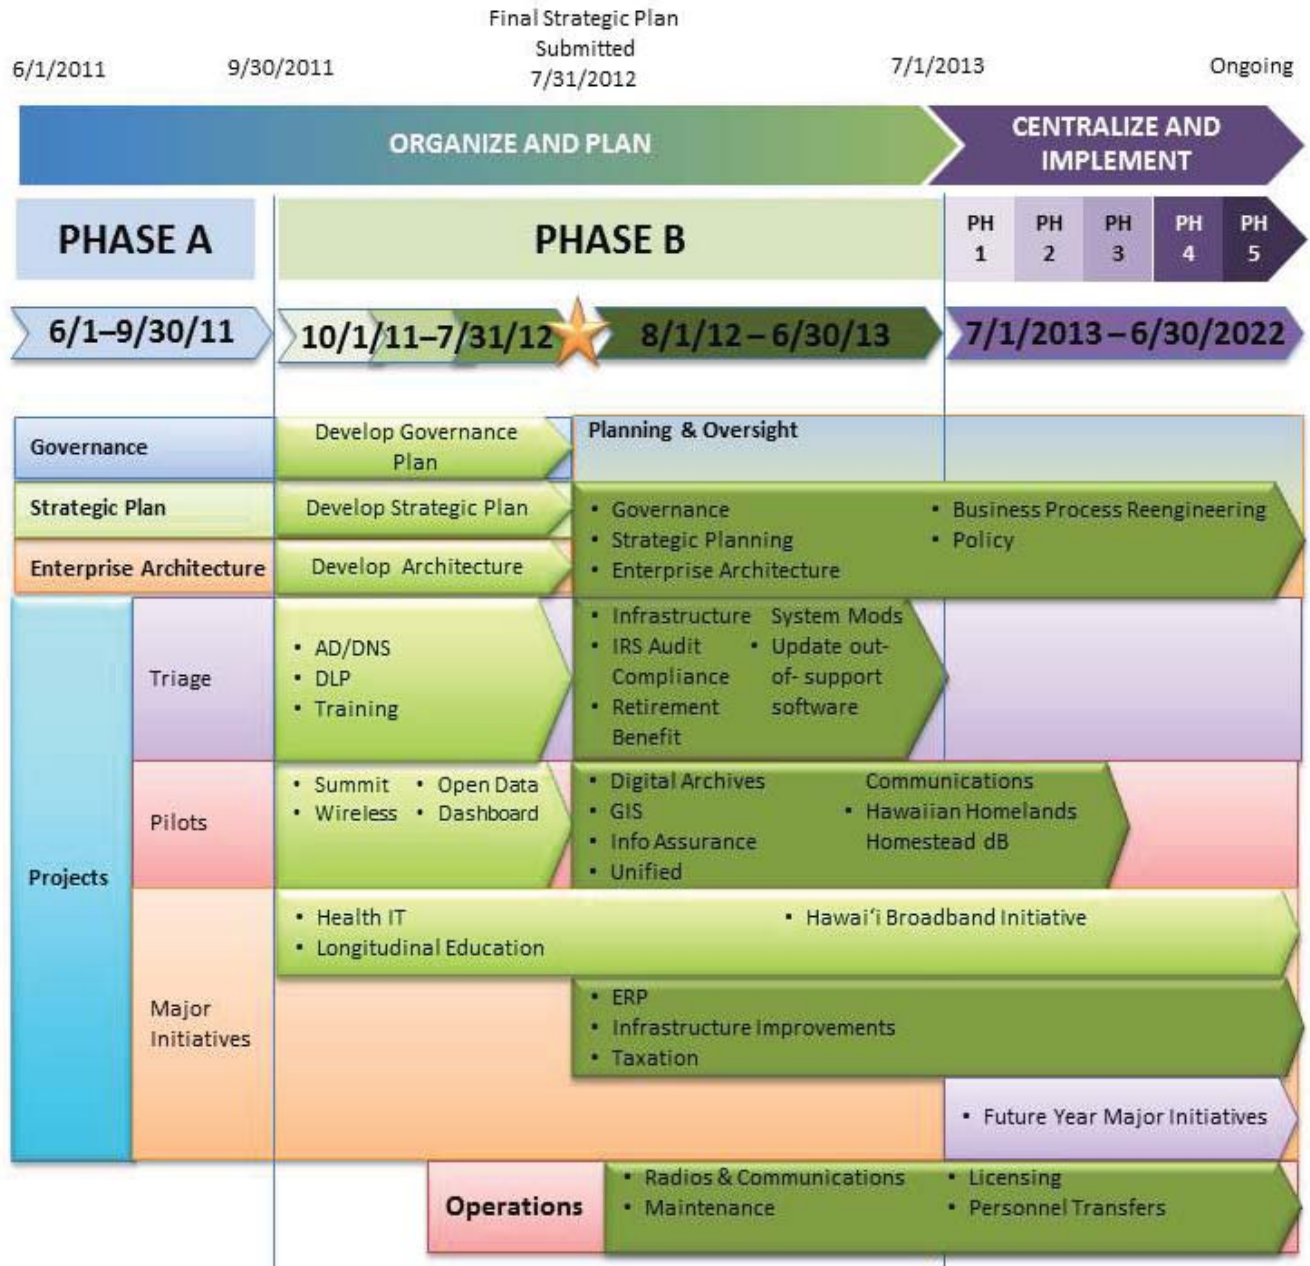 Final Strategic Plan
Submitted
6/1/2011
9/30/2011
7/31/2012
7/1/2013
Ongoing
ORGANIZE AND PLAN
CENTRALIZE AND
IMPLEMENT
PHASE A
PHASE B
PH
1
PH
2
PH
3
PH
4
PH
5
6/1–9/30/11
10/1/11–7/31/12
8/1/12–6/30/13
7/1/2013–6/30/2022
Governance
Develop Governance
Plan
Planning & Oversight
Strategic Plan
Develop Strategic Plan
Enterprise Architecture
Develop Architecture
• Governance
• Strategic Planning
• Enterprise Architecture
• Business Process Reengineering
• Policy
Projects
Triage
• AD/DNS
• DLP
• Training
• Infrastructure
• IRS Audit
Compliance
• Retirement
Benefit
System Mods
• Update out-
of- support
software
Pilots
• Summit
• Wireless
• Open Data
• Dashboard
• Digital Archives
• GIS
• Info Assurance
• Unified
Communications
• Hawaiian Homelands
Homestead dB
Major
Initiatives
• Health IT
• Longitudinal Education
• Hawai‘i Broadband Initiative
• ERP
• Infrastructure Improvements
• Taxation
• Future Year Major Initiatives
Operations
• Radios & Communications
• Maintenance
• Licensing
• Personnel Transfers